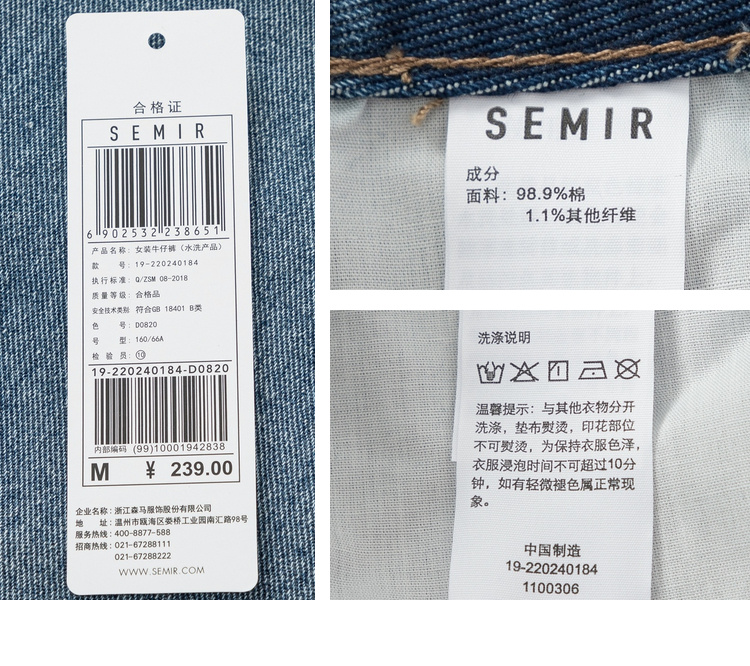 合格证
SEMIR
6 902532 238651
产品名称: 女装牛仔裤(水洗产品)
款 号: 19-220240184
执行标准: Q/ZSM 08-2018
质量等级: 合格品
安全技术类别 符合GB 18401 B类
色 号: D0820
号 型: 160/66A
检 验 员: ⑩
19-220240184-D0820
内部编码 (99)10001942838
M ¥ 239.00
企业名称: 浙江森马服饰股份有限公司
地 址: 温州市瓯海区娄桥工业园南汇路98号
服务热线: 400-8877-588
招商热线: 021-67288111
021-67288222
WWW.SEMIR.COM
SEMIR
成分
面料: 98.9%棉
1.1%其他纤维
洗涤说明
温馨提示: 与其他衣物分开
洗涤, 垫布熨烫, 印花部位
不可熨烫, 为保持衣服色泽,
衣服浸泡时间不可超过10分
钟, 如有轻微褪色属正常现
象。
中国制造
19-220240184
1100306